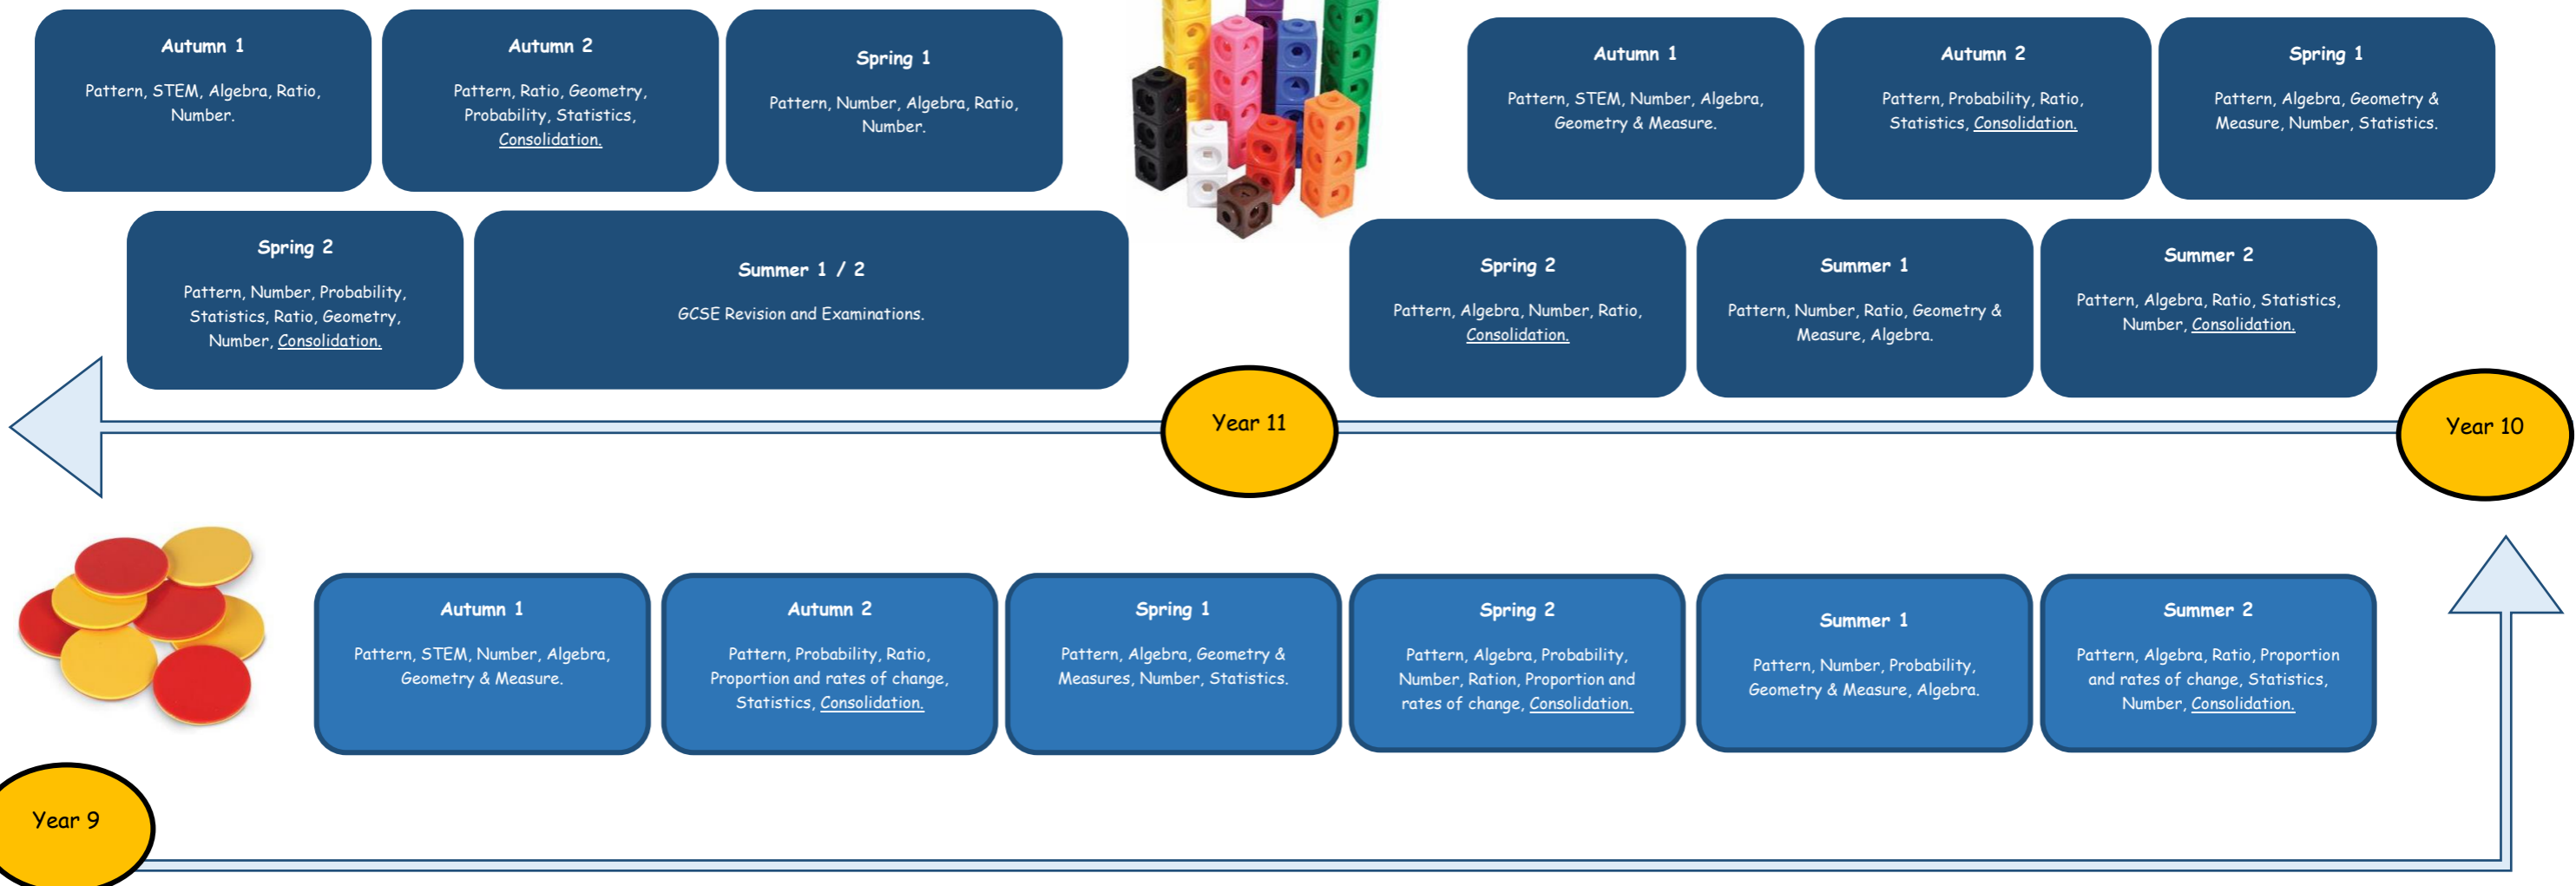 Autumn 1
Pattern, STEM, Algebra, Ratio,
Number.
Autumn 2
Pattern, Ratio, Geometry,
Probability, Statistics,
Consolidation.
Spring 1
Pattern, Number, Algebra, Ratio,
Number.
Spring 2
Pattern, Number, Probability,
Statistics, Ratio, Geometry,
Number, Consolidation.
Summer 1 / 2
GCSE Revision and Examinations.
Autumn 1
Pattern, STEM, Number, Algebra,
Geometry & Measure.
Autumn 2
Pattern, Probability, Ratio,
Statistics, Consolidation.
Spring 1
Pattern, Algebra, Geometry &
Measure, Number, Statistics.
Spring 2
Pattern, Algebra, Number, Ratio,
Consolidation.
Summer 1
Pattern, Number, Ratio, Geometry &
Measure, Algebra.
Summer 2
Pattern, Algebra, Ratio, Statistics,
Number, Consolidation.
Year 11
Year 10
Autumn 1
Pattern, STEM, Number, Algebra,
Geometry & Measure.
Autumn 2
Pattern, Probability, Ratio,
Proportion and rates of change,
Statistics, Consolidation.
Spring 1
Pattern, Algebra, Geometry &
Measures, Number, Statistics.
Spring 2
Pattern, Algebra, Probability,
Number, Ration, Proportion and
rates of change, Consolidation.
Summer 1
Pattern, Number, Probability,
Geometry & Measure, Algebra.
Summer 2
Pattern, Algebra, Ratio, Proportion
and rates of change, Statistics,
Number, Consolidation.
Year 9